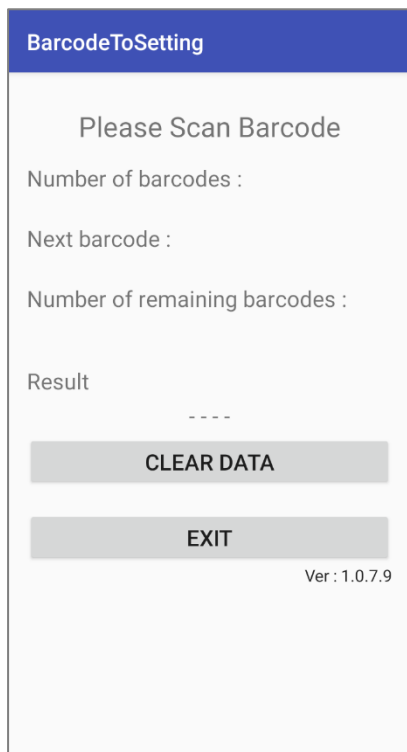 BarcodeToSetting
Please Scan Barcode
Number of barcodes :
Next barcode :
Number of remaining barcodes :
Result
- - - -
CLEAR DATA
EXIT
Ver : 1.0.7.9